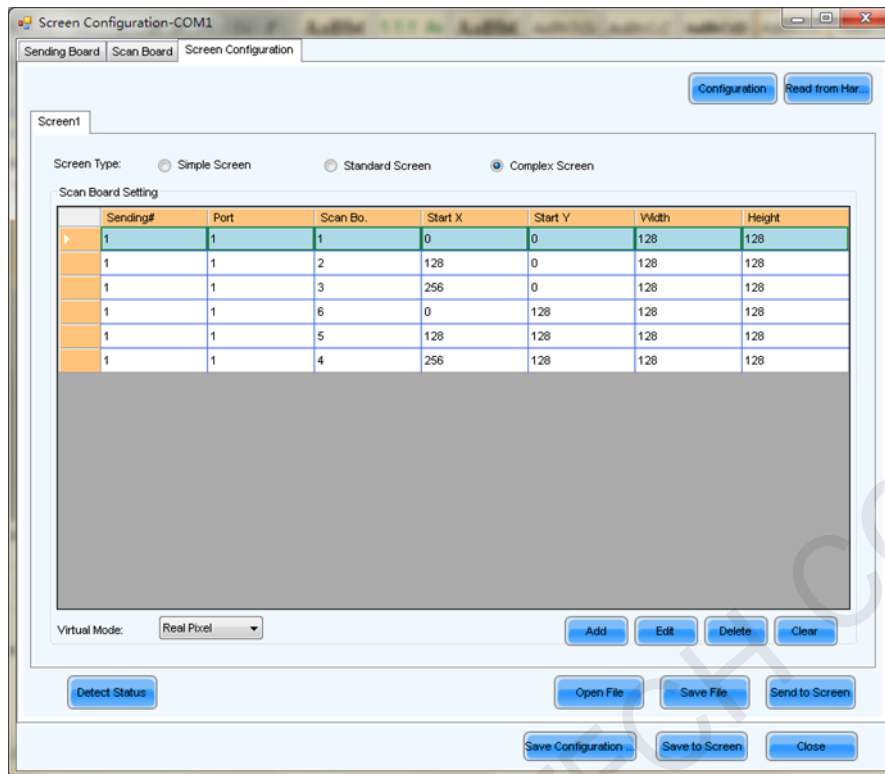 Screen Configuration-COM1
Sending Board Scan Board Screen Configuration
Configuration Read from Har...
Screen1
Screen Type: Simple Screen Standard Screen Complex Screen
Scan Board Setting
Sending# Port Scan Bo. Start X Start Y Width Height
1 1 1 0 0 128 128
1 1 2 128 0 128 128
1 1 3 256 0 128 128
1 1 6 0 128 128 128
1 1 5 128 128 128 128
1 1 4 256 128 128 128
Virtual Mode: Real Pixel Add Edit Delete Clear
Detect Status Open File Save File Send to Screen
Save Configuration ... Save to Screen Close
TECH CO